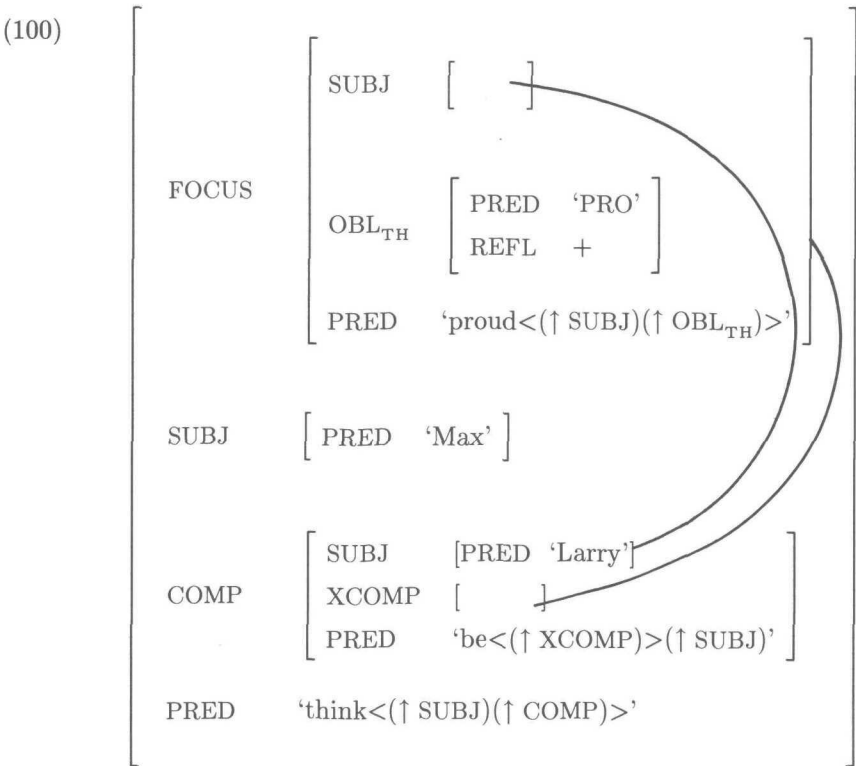 (100)
SUBJ [ ]
FOCUS
OBL_TH [ PRED ‘PRO’
REFL + ]
PRED ‘proud<(↑ SUBJ)(↑ OBL_TH)>’
SUBJ [ PRED ‘Max’ ]
SUBJ [PRED ‘Larry’]
COMP XCOMP [ ]
PRED ‘be<(↑ XCOMP)>(↑ SUBJ)’
PRED ‘think<(↑ SUBJ)(↑ COMP)>’